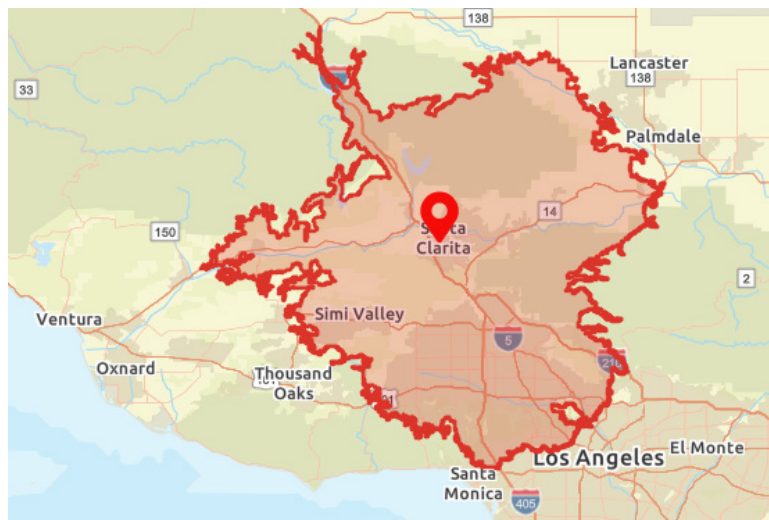 138
Lancaster
33
138
Palmdale
14
150
Santa
Clarita
2
Simi Valley
Ventura
5
210
Oxnard
Thousand
Oaks
El Monte
Los Angeles
Santa
Monica
405